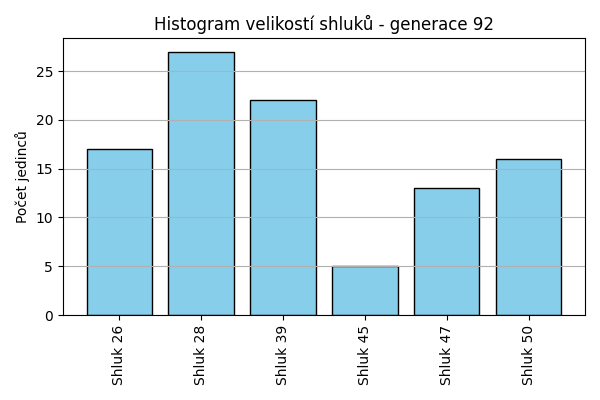 Histogram velikostí shluků - generace 92
Počet jedinců
25
20
15
10
5
0
Shluk 26
Shluk 28
Shluk 39
Shluk 45
Shluk 47
Shluk 50